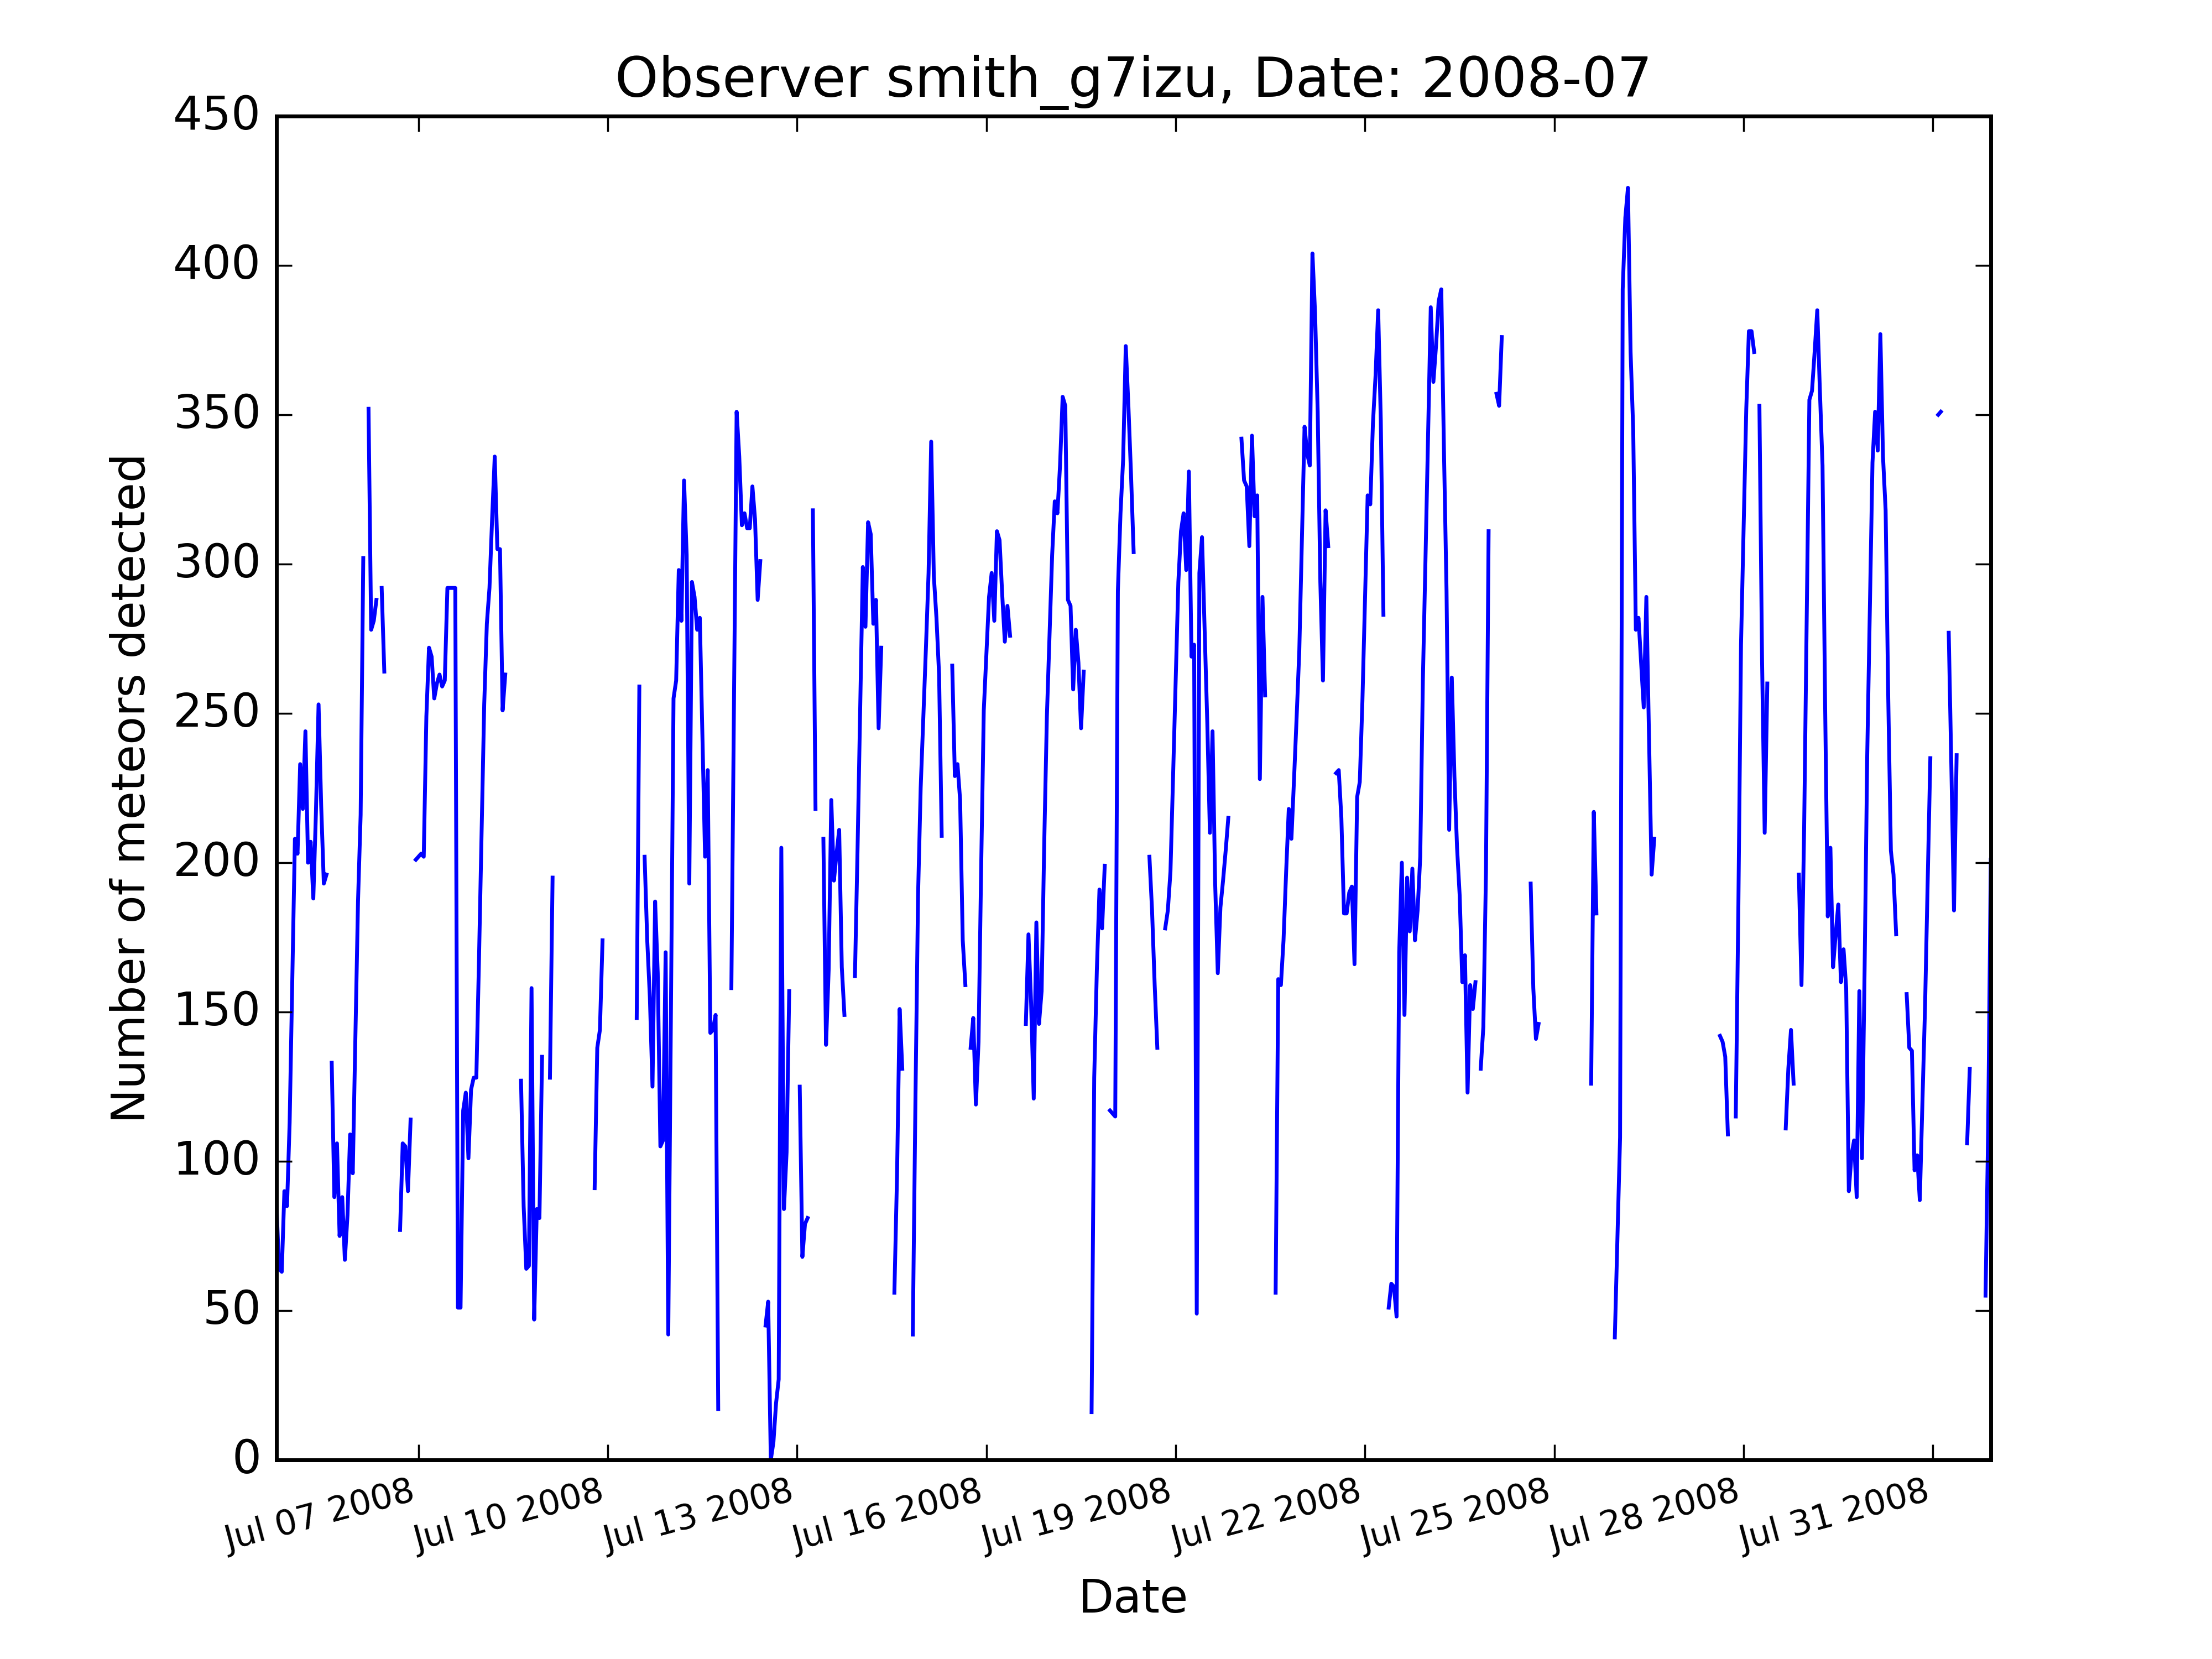 Observer smith_g7izu, Date: 2008-07
Number of meteors detected
450
400
350
300
250
200
150
100
50
0
Jul 07 2008
Jul 10 2008
Jul 13 2008
Jul 16 2008
Jul 19 2008
Jul 22 2008
Jul 25 2008
Jul 28 2008
Jul 31 2008
Date